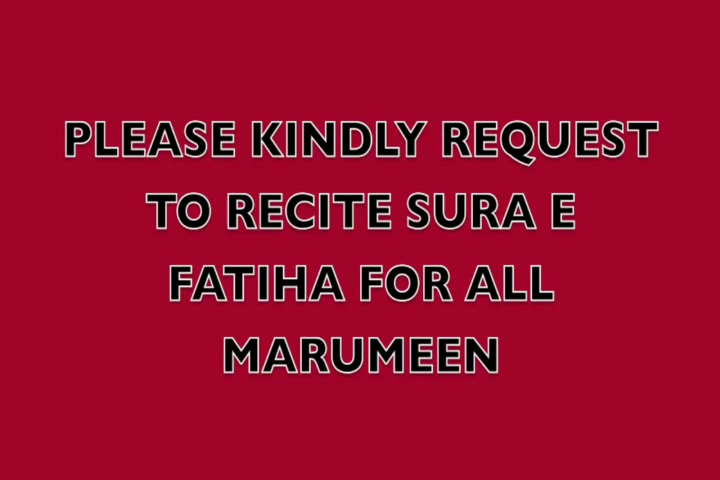 PLEASE KINDLY REQUEST
TO RECITE SURA E
FATIHA FOR ALL
MARUMEEN